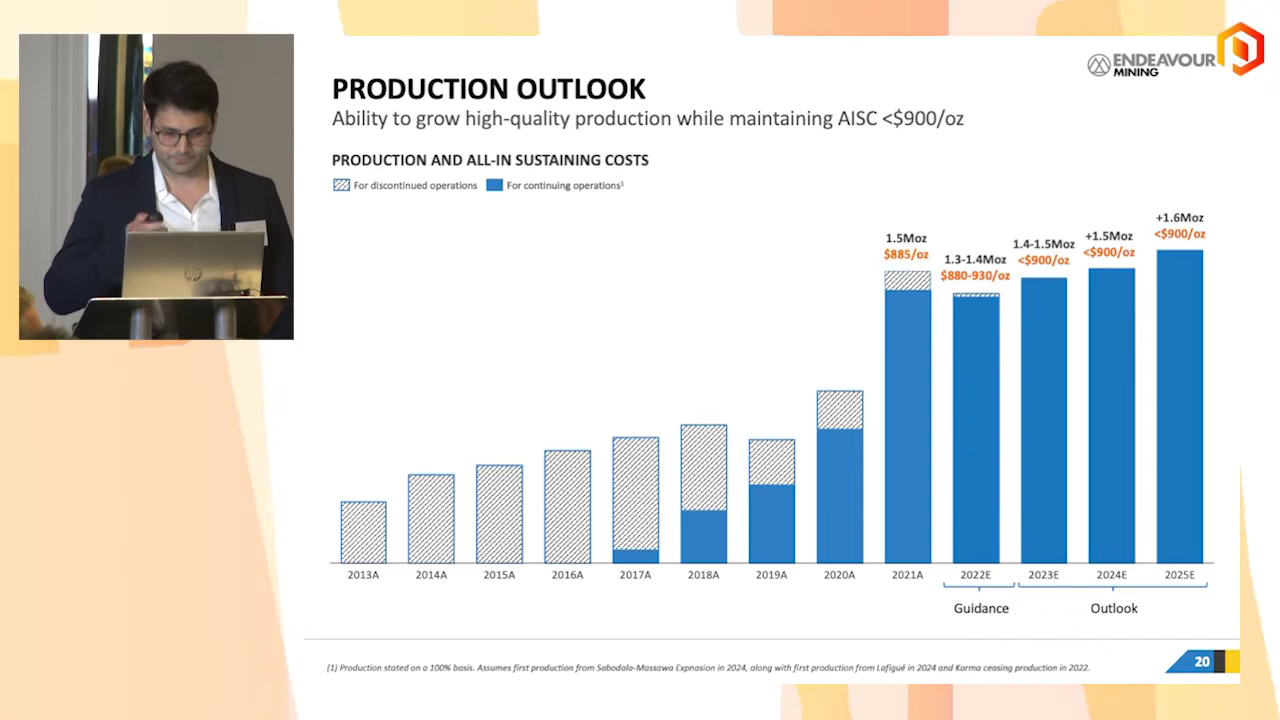 ENDEAVOUR
MINING
PRODUCTION OUTLOOK
Ability to grow high-quality production while maintaining AISC <$900/oz
PRODUCTION AND ALL-IN SUSTAINING COSTS
For discontinued operations For continuing operations¹
+1.6Moz
<$900/oz
1.5Moz
$885/oz
+1.5Moz
<$900/oz
1.4-1.5Moz
<$900/oz
1.3-1.4Moz
$880-930/oz
2013A 2014A 2015A 2016A 2017A 2018A 2019A 2020A 2021A 2022E 2023E 2024E 2025E
Guidance Outlook
(1) Production stated on a 100% basis. Assumes first production from Sabodala-Massawa Expnasion in 2024, along with first production from Lafigué in 2024 and Karma ceasing production in 2022.
20